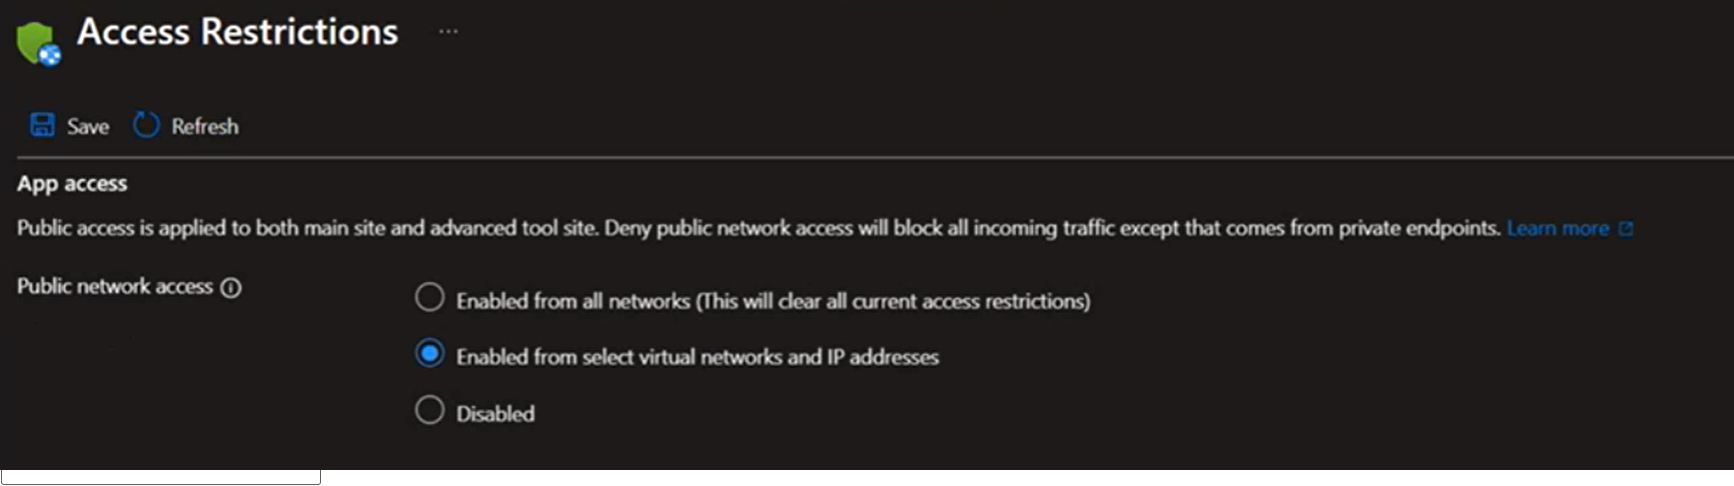 Access Restrictions ...
Save Refresh
App access
Public access is applied to both main site and advanced tool site. Deny public network access will block all incoming traffic except that comes from private endpoints. Learn more
Public network access
Enabled from all networks (This will clear all current access restrictions)
Enabled from select virtual networks and IP addresses
Disabled